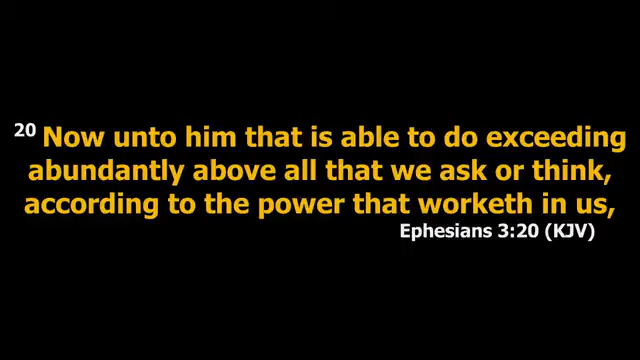 20 Now unto him that is able to do exceeding
abundantly above all that we ask or think,
according to the power that worketh in us,
Ephesians 3:20 (KJV)